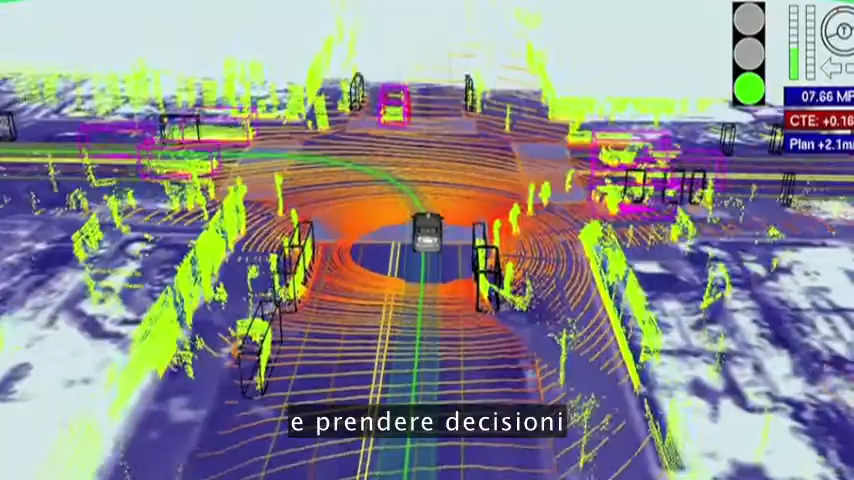 07.66 MP
CTE: +0.16
Plan +2.1m/
e prendere decisioni